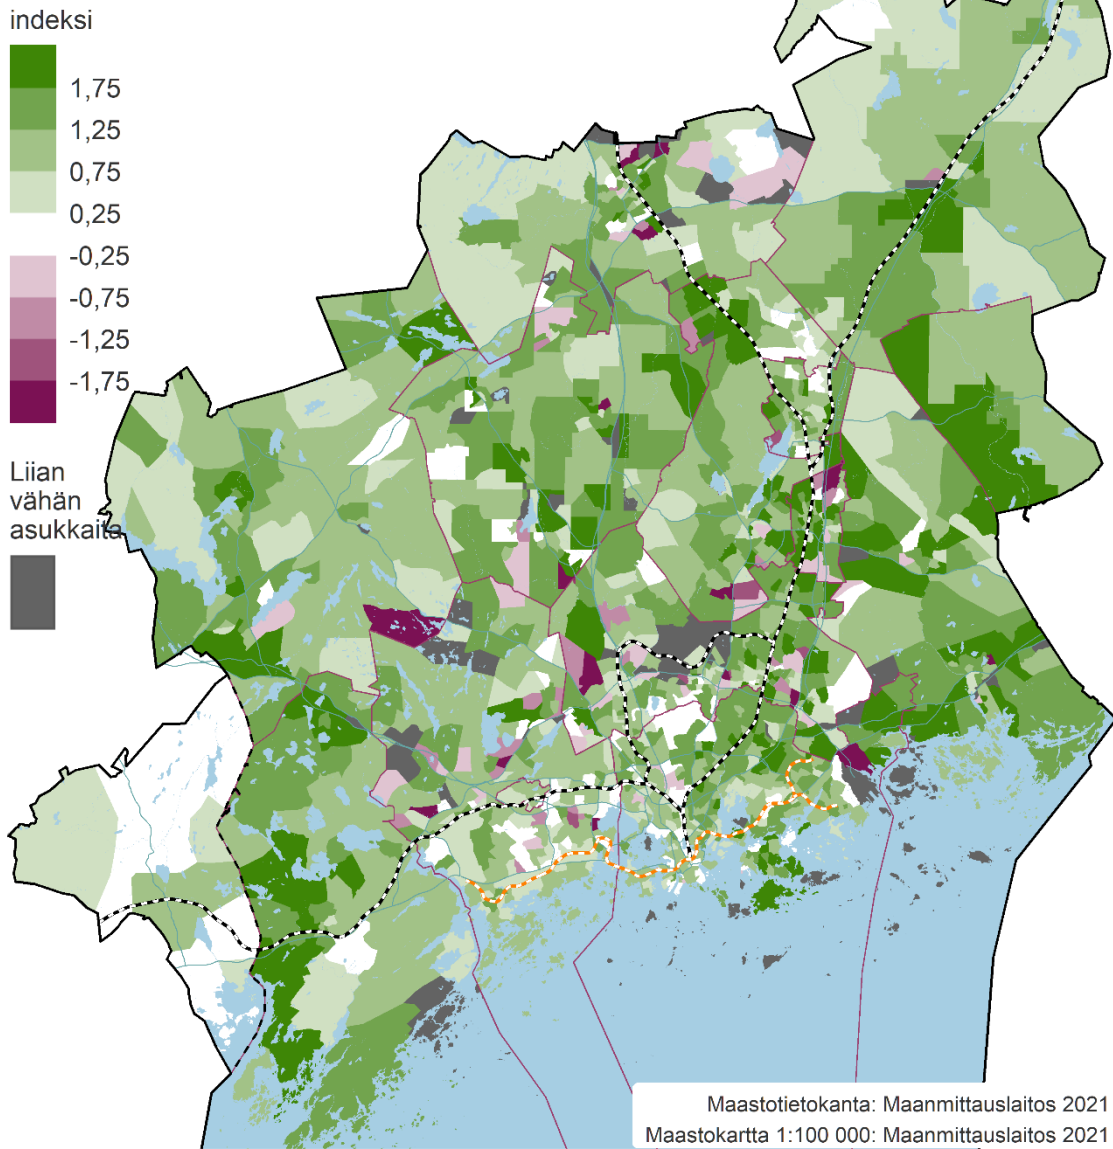 indeksi
1,75
1,25
0,75
0,25
-0,25
-0,75
-1,25
-1,75
Liian
vähän
asukkaita
Maastotietokanta: Maanmittauslaitos 2021
Maastokartta 1:100 000: Maanmittauslaitos 2021